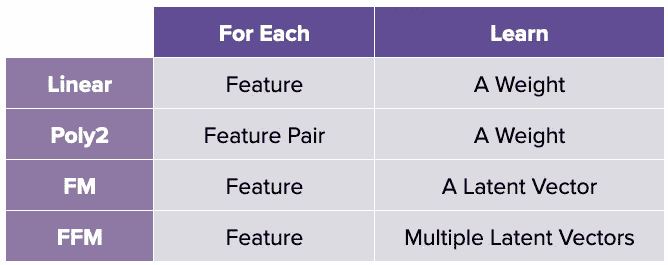 For Each Learn
Linear Feature A Weight
Poly2 Feature Pair A Weight
FM Feature A Latent Vector
FFM Feature Multiple Latent Vectors